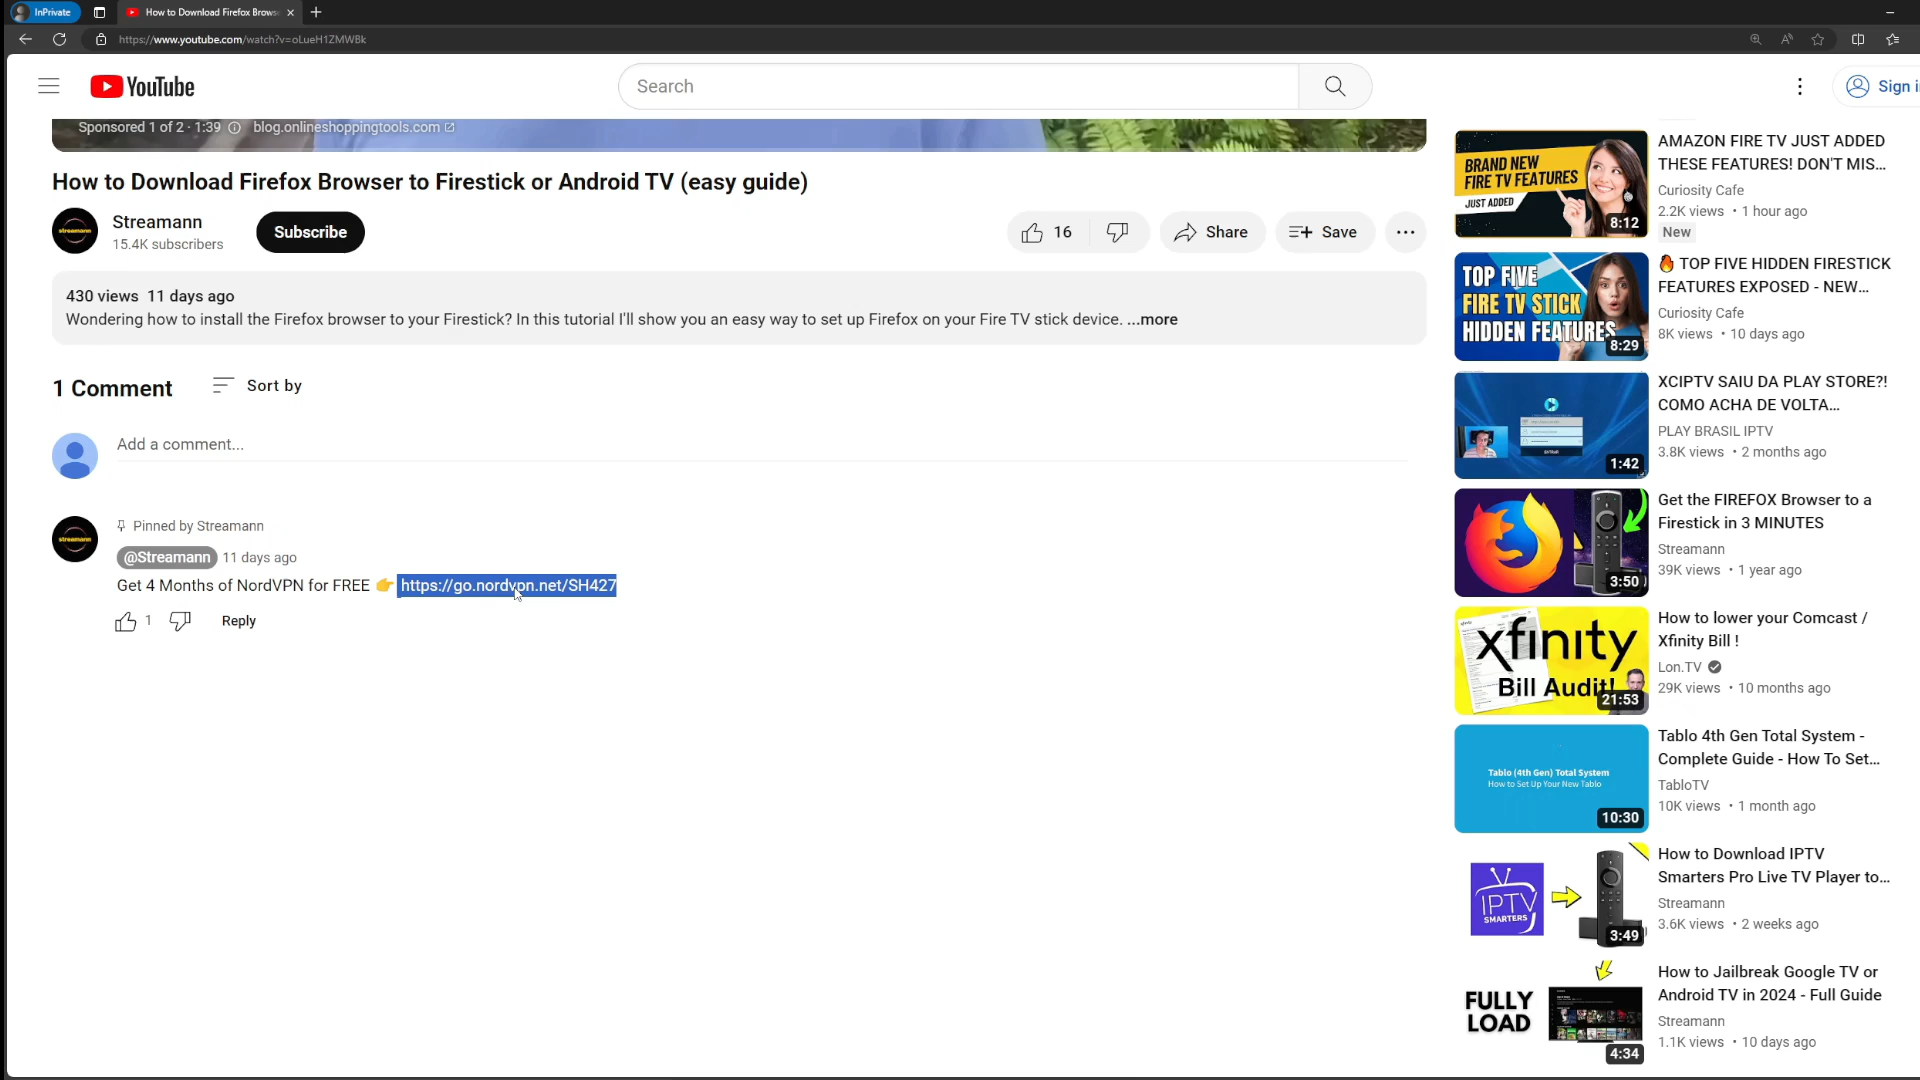 InPrivate
How to Download Firefox Brows
https://www.youtube.com/watch?v=oLueH1ZMWBk
YouTube
Search
Sign i
Sponsored 1 of 2 · 1:39 blog.onlineshoppingtools.com
How to Download Firefox Browser to Firestick or Android TV (easy guide)
Streamann
15.4K subscribers
Subscribe
16
Share
Save
430 views 11 days ago
Wondering how to install the Firefox browser to your Firestick? In this tutorial I'll show you an easy way to set up Firefox on your Fire TV stick device. ...more
1 Comment
Sort by
Add a comment...
streamann
Pinned by Streamann
@Streamann 11 days ago
Get 4 Months of NordVPN for FREE 👉 https://go.nordvpn.net/SH427
1
Reply
BRAND NEW
FIRE TV FEATURES
JUST ADDED
8:12
AMAZON FIRE TV JUST ADDED
THESE FEATURES! DON'T MIS...
Curiosity Cafe
2.2K views • 1 hour ago
New
TOP FIVE
FIRE TV STICK
HIDDEN FEATURES
8:29
🔥 TOP FIVE HIDDEN FIRESTICK
FEATURES EXPOSED - NEW...
Curiosity Cafe
8K views • 10 days ago
1:42
XCIPTV SAIU DA PLAY STORE?!
COMO ACHA DE VOLTA...
PLAY BRASIL IPTV
3.8K views • 2 months ago
3:50
Get the FIREFOX Browser to a
Firestick in 3 MINUTES
Streamann
39K views • 1 year ago
xfinity
Bill Audit!
21:53
How to lower your Comcast /
Xfinity Bill !
Lon.TV
29K views • 10 months ago
Tablo (4th Gen) Total System
How to Set Up Your New Tablo
10:30
Tablo 4th Gen Total System -
Complete Guide - How To Set...
TabloTV
10K views • 1 month ago
IPTV
SMARTERS
3:49
How to Download IPTV
Smarters Pro Live TV Player to...
Streamann
3.6K views • 2 weeks ago
FULLY
LOAD
4:34
How to Jailbreak Google TV or
Android TV in 2024 - Full Guide
Streamann
1.1K views • 10 days ago